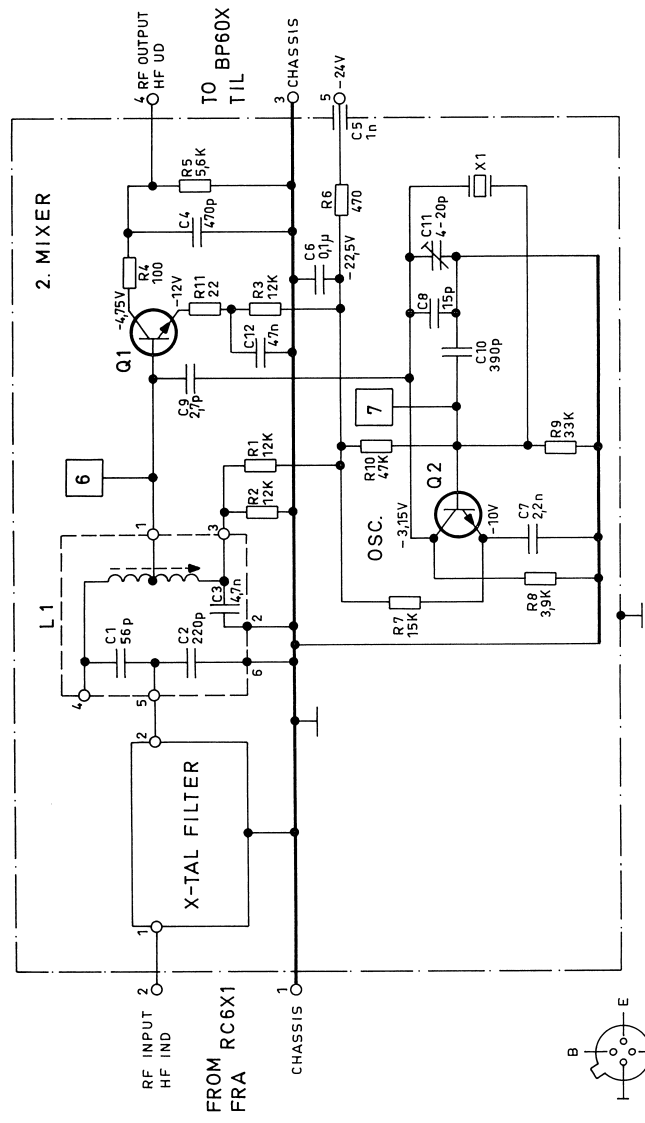 2. MIXER
RF INPUT
HF IND
2
FROM RC6X1
FRA
CHASSIS
1
1
X-TAL FILTER
2
L1
4
5
C1
56p
C2
220p
6
2
C3
4,7n
1
3
6
R2
12K
R1
12K
C9
2,7p
Q1
-4,75V
-12V
R4
100
R11
22
C12
47n
R3
12K
C4
470p
R5
5,6K
4
RF OUTPUT
HF UD
TO BP60X
TIL
3
CHASSIS
C6
0,1µ
-22,5V
R6
470
C5
1n
5
-24V
OSC.
R7
15K
R10
47K
7
Q2
-3,15V
-10V
C7
2,2n
R8
3,9K
R9
33K
C10
390p
C8
15p
C11
4-20p
X1
B
E